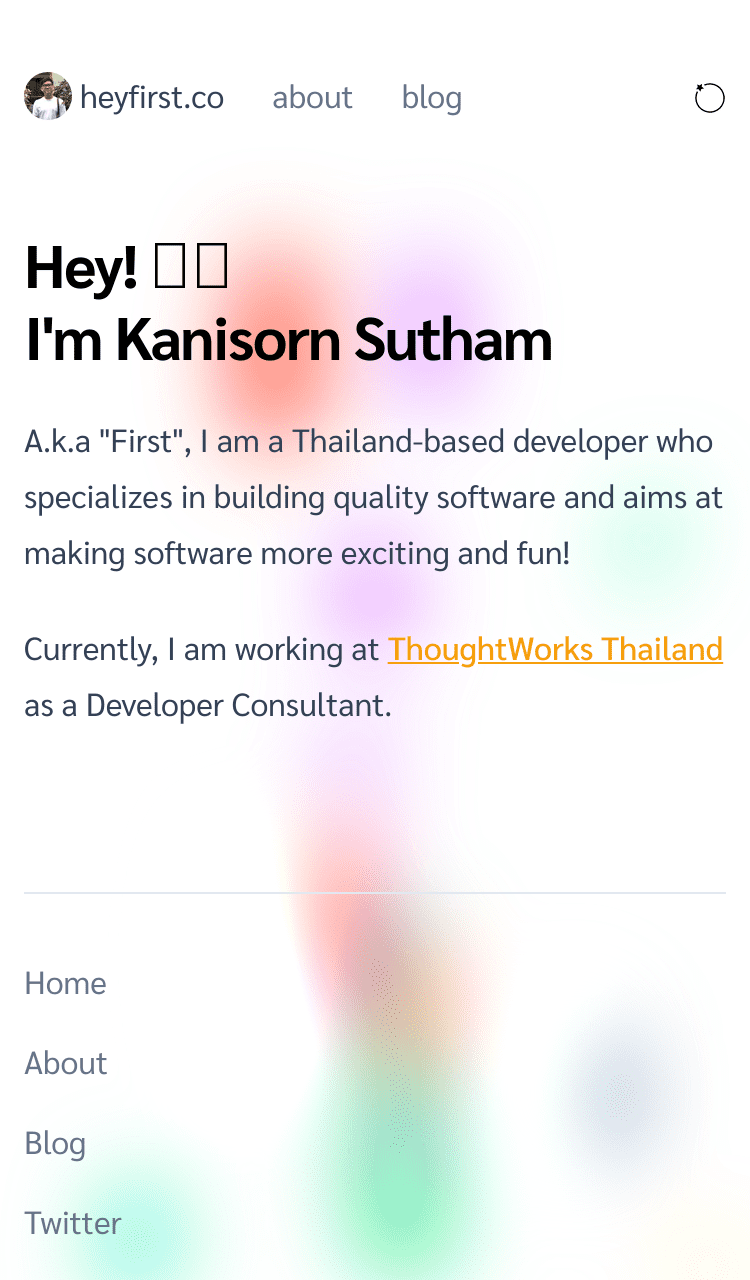 heyfirst.co about blog
Hey!
I'm Kanisorn Sutham
A.k.a "First", I am a Thailand-based developer who
specializes in building quality software and aims at
making software more exciting and fun!
Currently, I am working at ThoughtWorks Thailand
as a Developer Consultant.
Home
About
Blog
Twitter